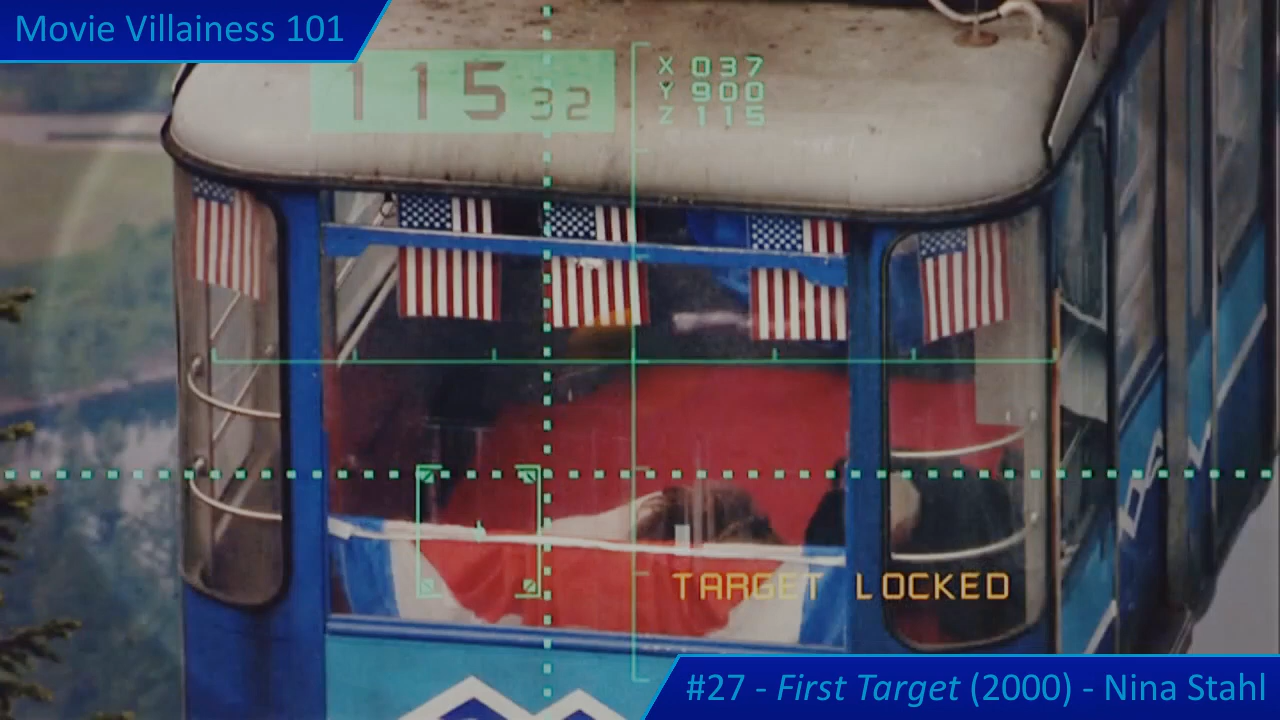 Movie Villainess 101
115 32
X 037
Y 900
Z 115
TARGET LOCKED
#27 - First Target (2000) - Nina Stahl